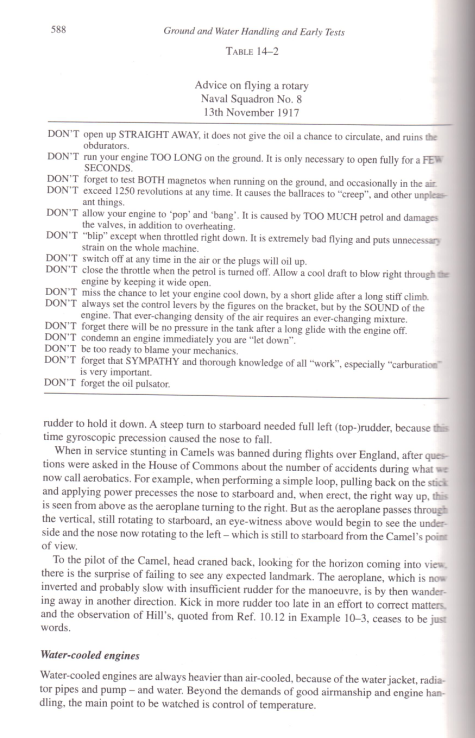 588
Ground and Water Handling and Early Tests
TABLE 14–2
Advice on flying a rotary
Naval Squadron No. 8
13th November 1917
DON'T open up STRAIGHT AWAY, it does not give the oil a chance to circulate, and ruins the
obdurators.
DON'T run your engine TOO LONG on the ground. It is only necessary to open fully for a FEW
SECONDS.
DON'T forget to test BOTH magnetos when running on the ground, and occasionally in the air.
DON'T exceed 1250 revolutions at any time. It causes the ballraces to "creep", and other unpleas-
ant things.
DON'T allow your engine to 'pop' and 'bang'. It is caused by TOO MUCH petrol and damages
the valves, in addition to overheating.
DON'T "blip" except when throttled right down. It is extremely bad flying and puts unnecessary
strain on the whole machine.
DON'T switch off at any time in the air or the plugs will oil up.
DON'T close the throttle when the petrol is turned off. Allow a cool draft to blow right through the
engine by keeping it wide open.
DON'T miss the chance to let your engine cool down, by a short glide after a long stiff climb.
DON'T always set the control levers by the figures on the bracket, but by the SOUND of the
engine. That ever-changing density of the air requires an ever-changing mixture.
DON'T forget there will be no pressure in the tank after a long glide with the engine off.
DON'T condemn an engine immediately you are "let down".
DON'T be too ready to blame your mechanics.
DON'T forget that SYMPATHY and thorough knowledge of all "work", especially "carburation"
is very important.
DON'T forget the oil pulsator.
rudder to hold it down. A steep turn to starboard needed full left (top-)rudder, because this
time gyroscopic precession caused the nose to fall.
When in service stunting in Camels was banned during flights over England, after ques-
tions were asked in the House of Commons about the number of accidents during what we
now call aerobatics. For example, when performing a simple loop, pulling back on the stick
and applying power precesses the nose to starboard and, when erect, the right way up, this
is seen from above as the aeroplane turning to the right. But as the aeroplane passes through
the vertical, still rotating to starboard, an eye-witness above would begin to see the under-
side and the nose now rotating to the left – which is still to starboard from the Camel's point
of view.
To the pilot of the Camel, head craned back, looking for the horizon coming into view,
there is the surprise of failing to see any expected landmark. The aeroplane, which is now
inverted and probably slow with insufficient rudder for the manoeuvre, is by then wander-
ing away in another direction. Kick in more rudder too late in an effort to correct matters,
and the observation of Hill's, quoted from Ref. 10.12 in Example 10–3, ceases to be just
words.
Water-cooled engines
Water-cooled engines are always heavier than air-cooled, because of the water jacket, radia-
tor pipes and pump – and water. Beyond the demands of good airmanship and engine han-
dling, the main point to be watched is control of temperature.